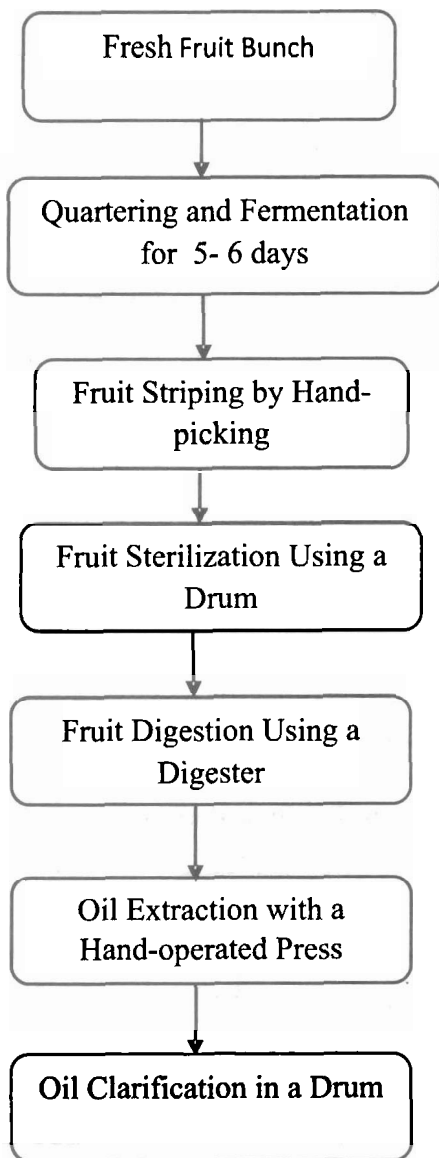 Fresh Fruit Bunch
Quartering and Fermentation
for 5- 6 days
Fruit Striping by Hand-
picking
Fruit Sterilization Using a
Drum
Fruit Digestion Using a
Digester
Oil Extraction with a
Hand-operated Press
Oil Clarification in a Drum